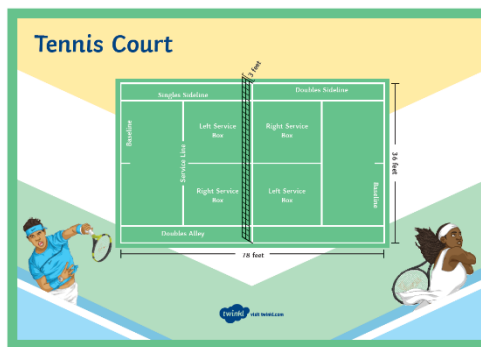 Tennis Court
3 feet
Singles Sideline
Doubles Sideline
Baseline
Service Line
Left Service
Box
Right Service
Box
Right Service
Box
Left Service
Box
Baseline
36 feet
Doubles Alley
78 feet
twinkl visit twinkl.com